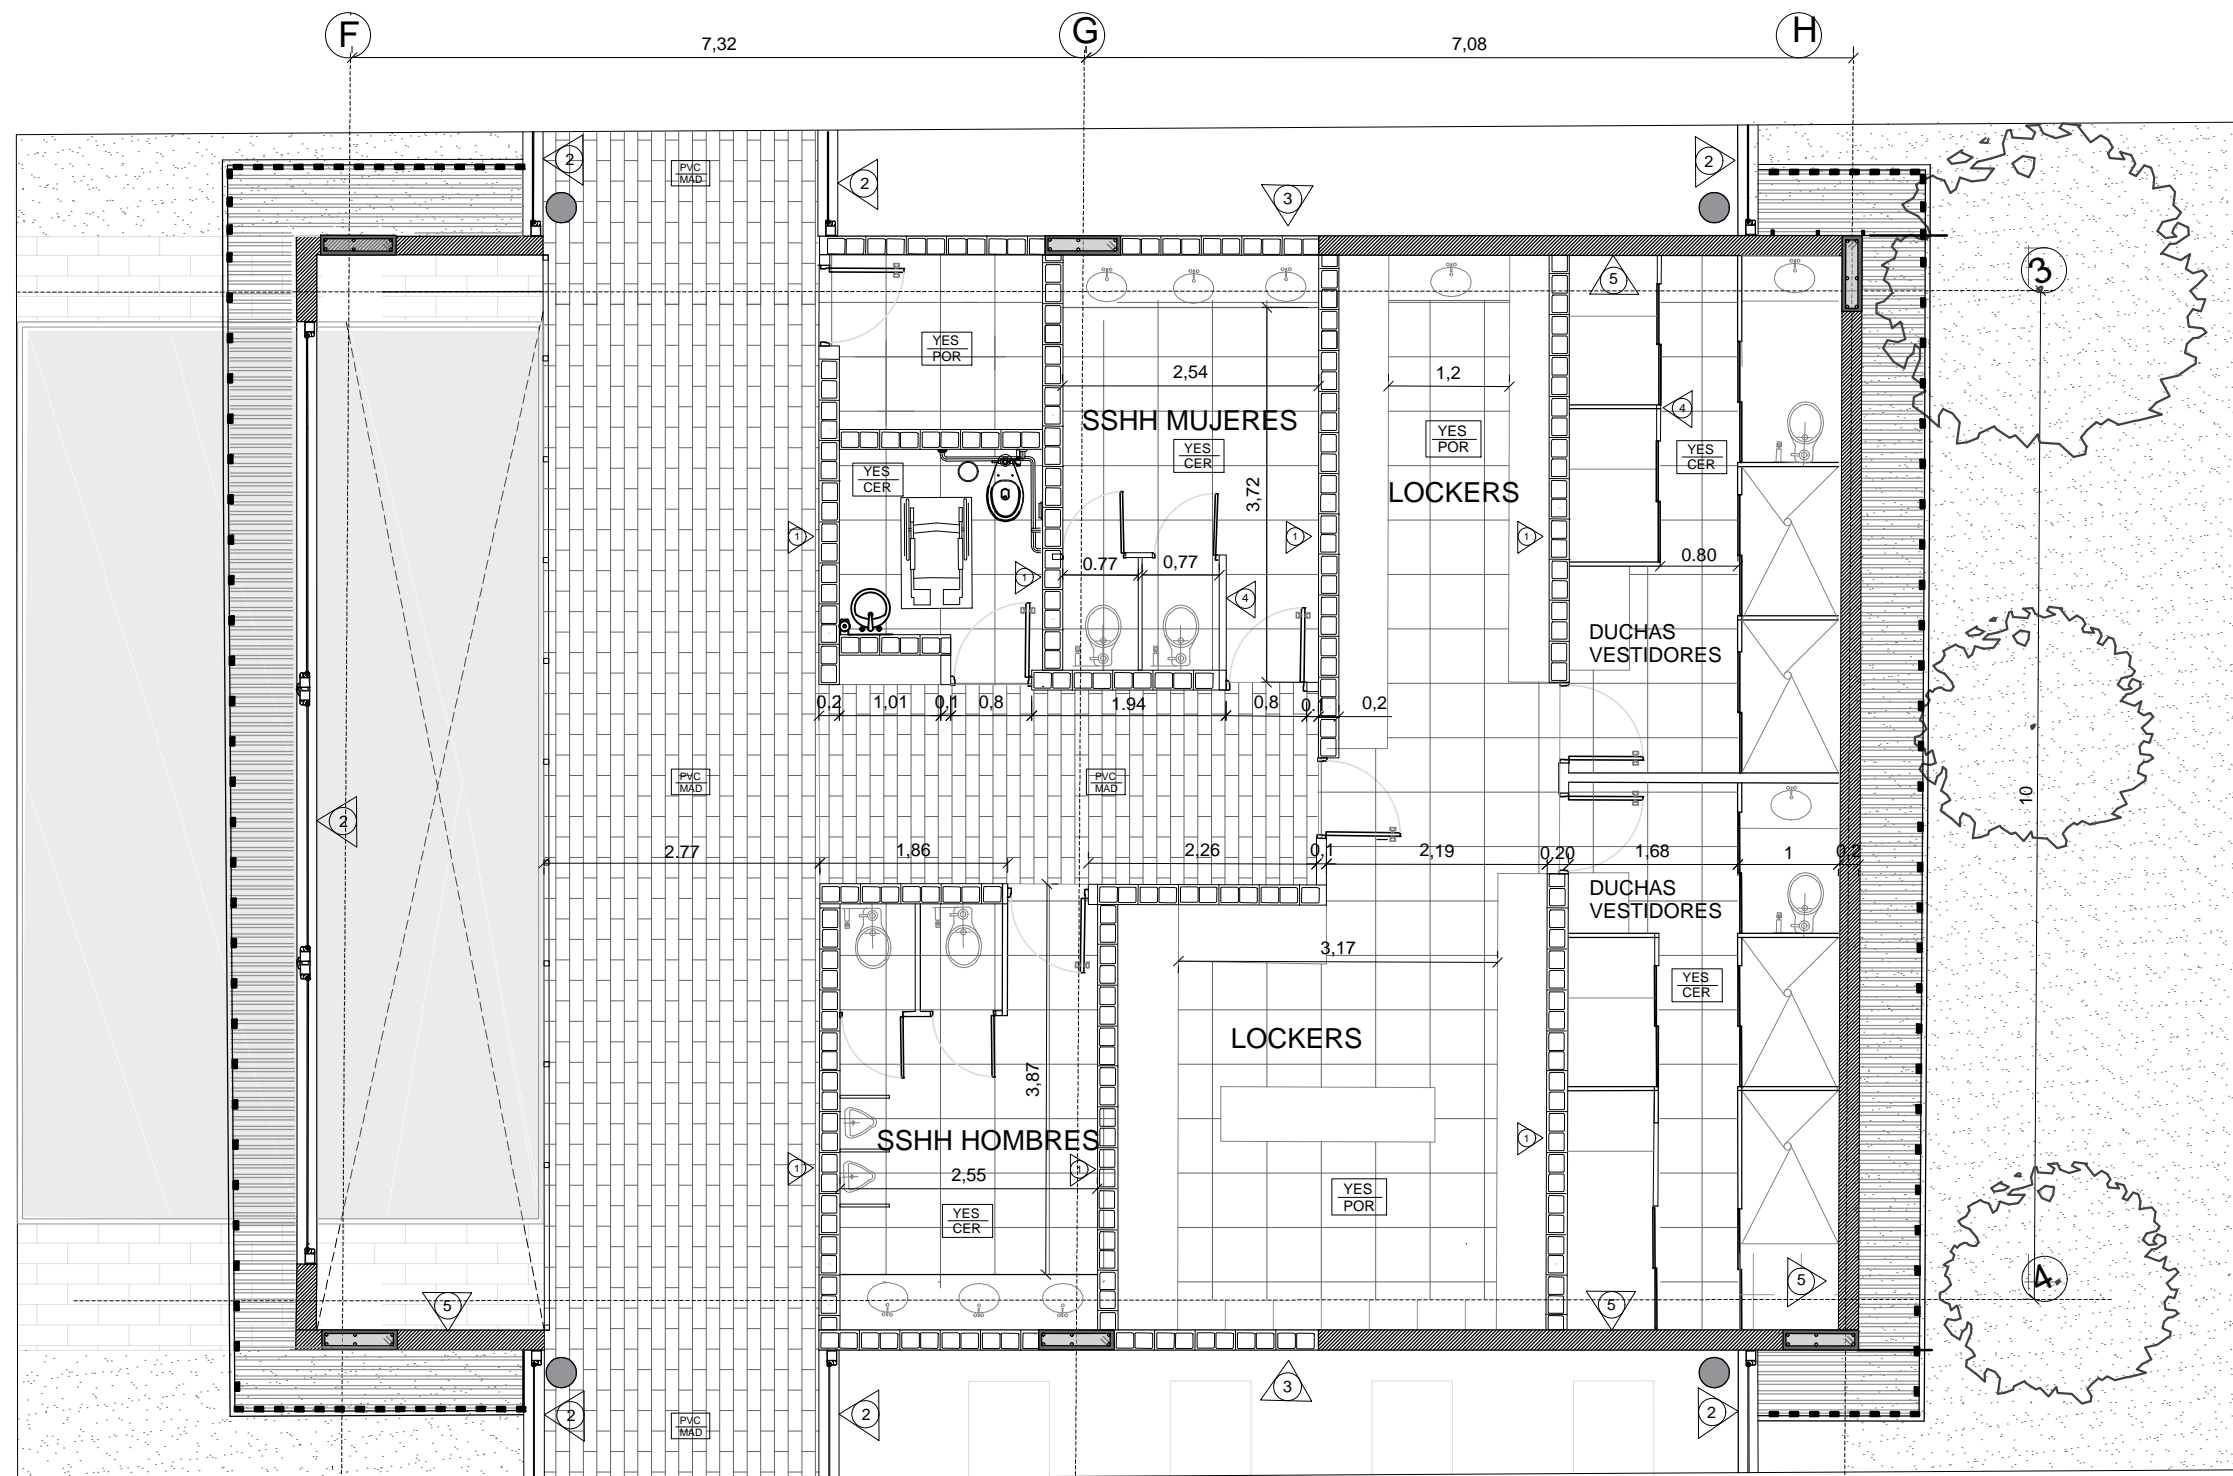 F
G
H
7,32
7,08
2
2
2
3
PVC
MAD
3
5
YES
POR
2,54
1,2
4
SSHH MUJERES
YES
CER
YES
POR
YES
CER
YES
CER
LOCKERS
3,72
1
1
1
1
0.77
0,77
0.80
4
DUCHAS
VESTIDORES
0,2
1,01
0,1
0,8
1.94
0,8
0,1
0,2
PVC
MAD
PVC
MAD
10
2
2.77
1,86
2,26
0,1
2,19
0.20
1,68
1
0,2
DUCHAS
VESTIDORES
3,17
YES
CER
LOCKERS
3,87
SSHH HOMBRES
1
1
1
2,55
YES
CER
YES
POR
5
5
5
4
3
2
2
2
PVC
MAD